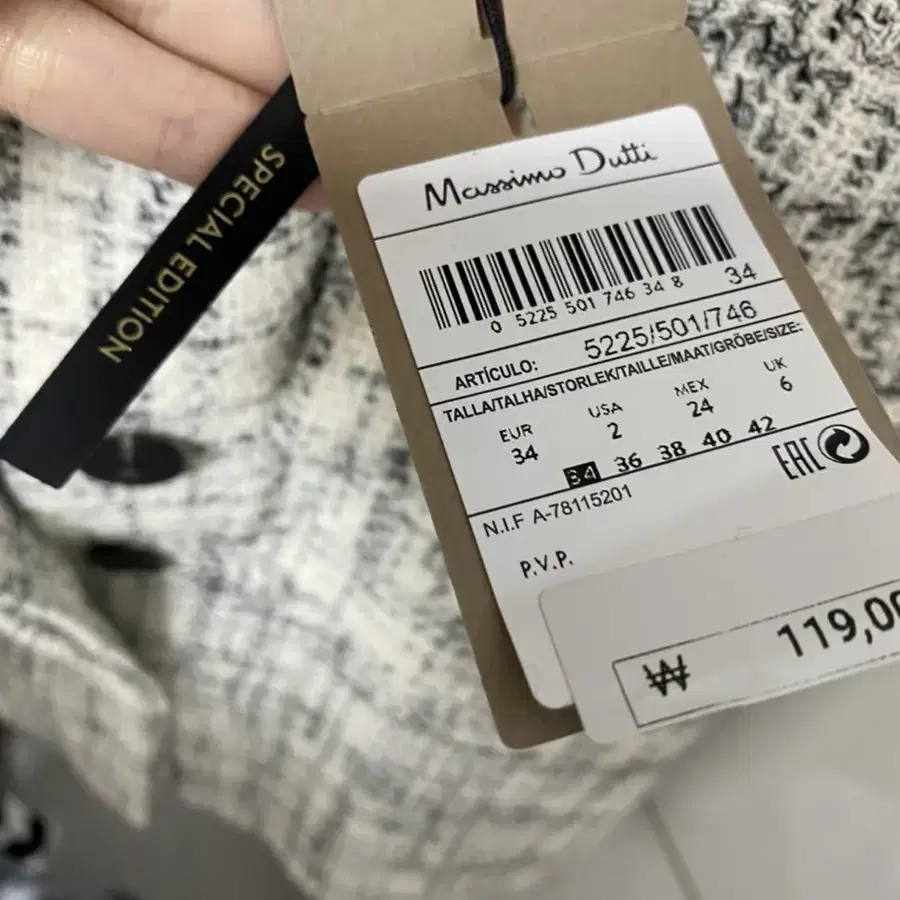 SPECIAL EDITION
Massimo Dutti
0 5225 501 746 34 8 34
ARTÍCULO: 5225/501/746
TALLA/TALHA/STORLEK/TAILLE/MAAT/GRÖBE/SIZE:
EUR USA MEX UK
34 2 24 6
34 36 38 40 42
EAC
N.I.F A-78115201
P.V.P.
₩ 119,00